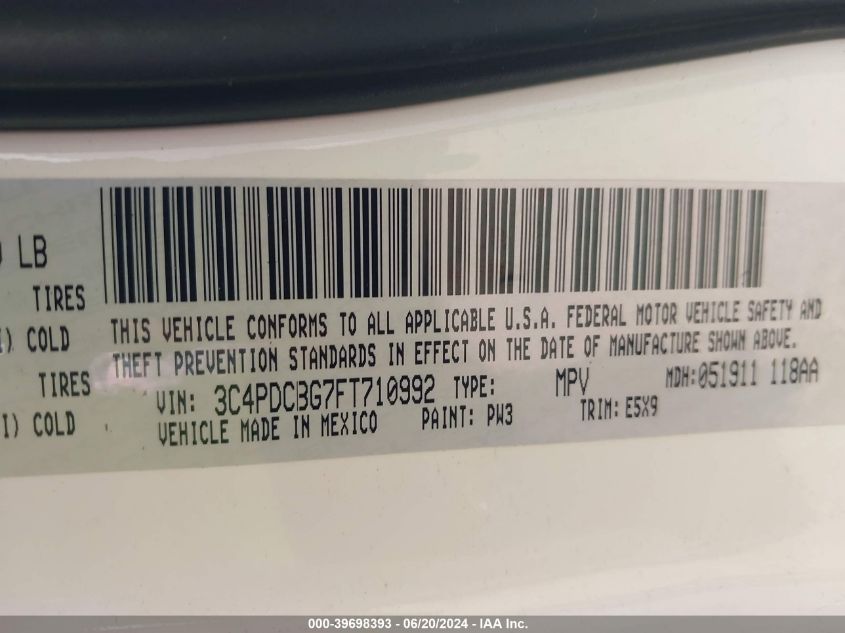 LB
TIRES
COLD
TIRES
COLD
THIS VEHICLE CONFORMS TO ALL APPLICABLE U.S.A. FEDERAL MOTOR VEHICLE SAFETY AND
THEFT PREVENTION STANDARDS IN EFFECT ON THE DATE OF MANUFACTURE SHOWN ABOVE.
VIN: 3C4PDCBG7FT710992 TYPE: MPV MDH:051911 118AA
VEHICLE MADE IN MEXICO PAINT: PW3 TRIM: E5X9
000-39698393 - 06/20/2024 - IAA Inc.